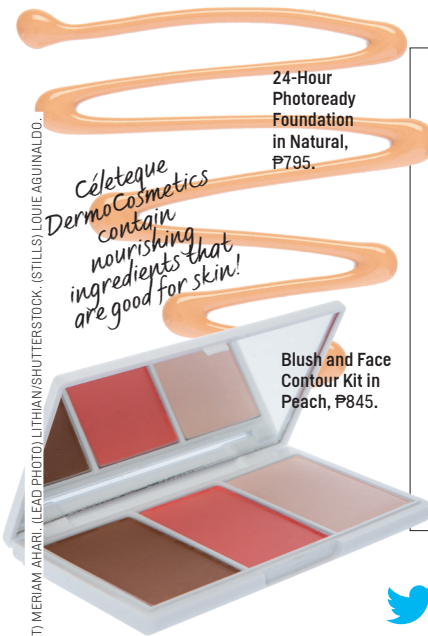 24-Hour
Photoready
Foundation
in Natural,
₱795.
Céleteque
DermoCosmetics
contain
nourishing
ingredients that
are good for skin!
Blush and Face
Contour Kit in
Peach, ₱845.
T) MERIAM AHARI. (LEAD PHOTO) LITHIAN/SHUTTERSTOCK. (STILLS) LOUIE AGUINALDO.